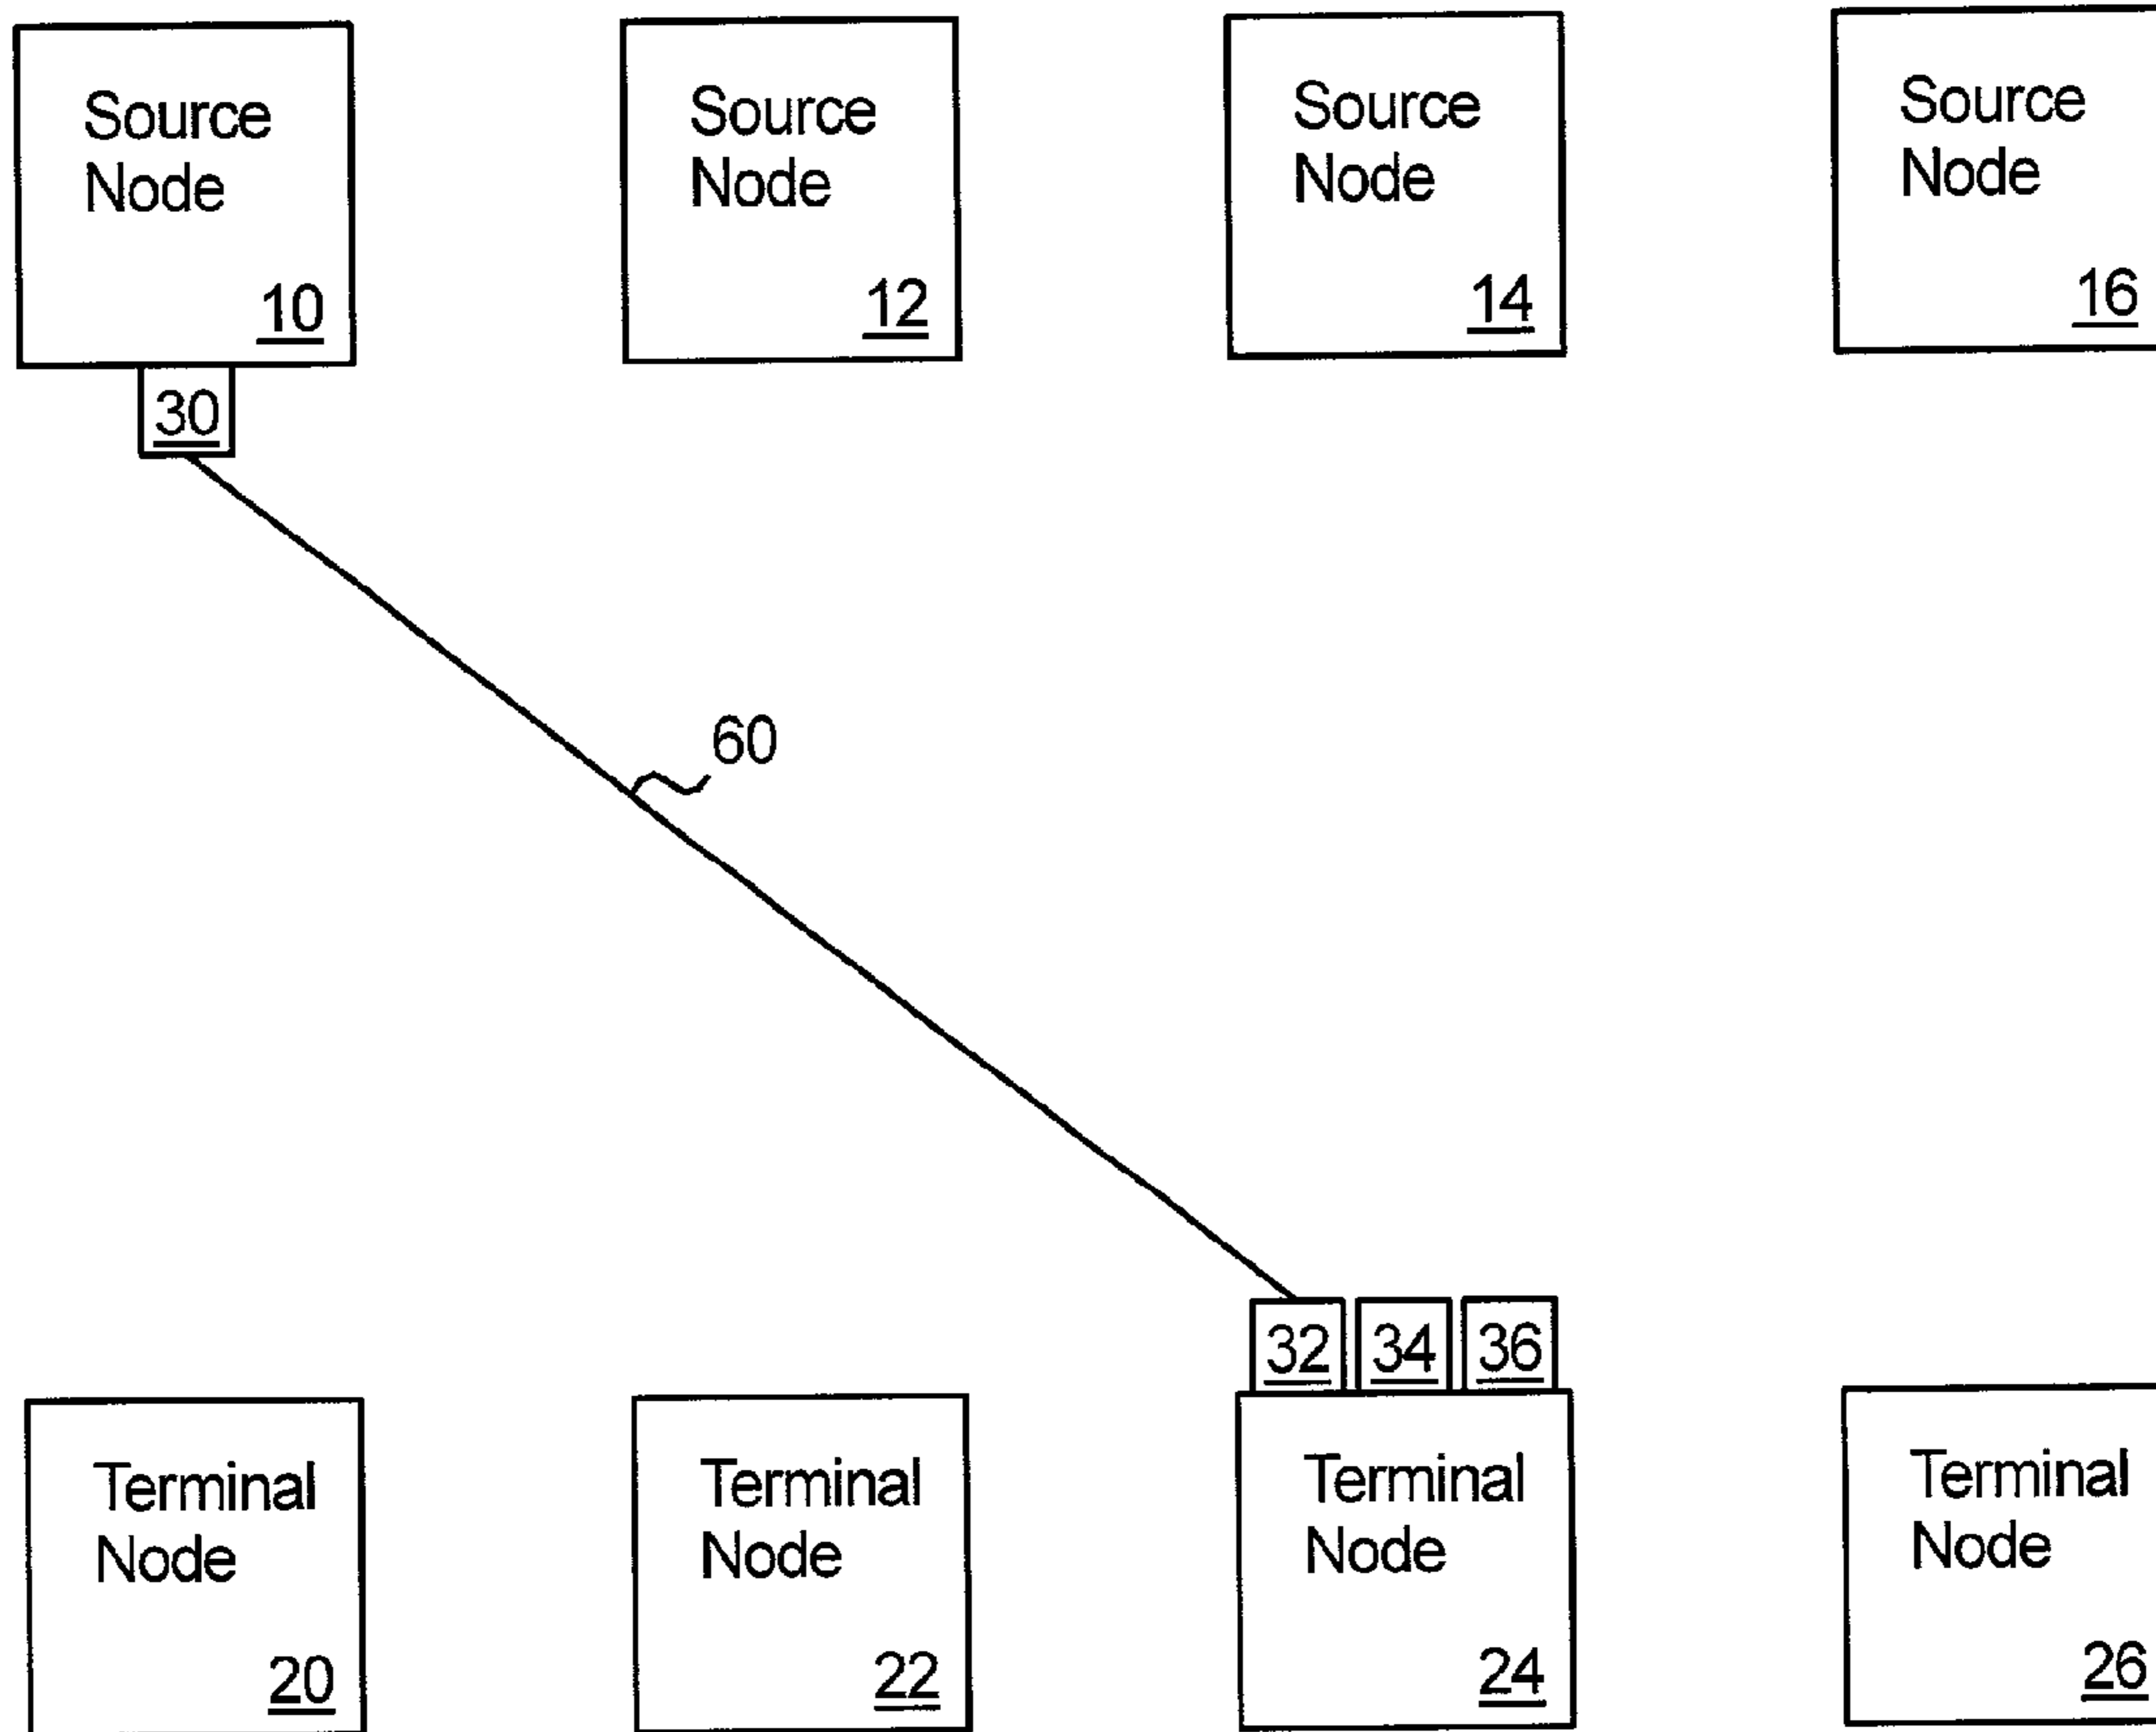 Source
Node
10
Source
Node
12
Source
Node
14
Source
Node
16
30
60
32 34 36
Terminal
Node
20
Terminal
Node
22
Terminal
Node
24
Terminal
Node
26